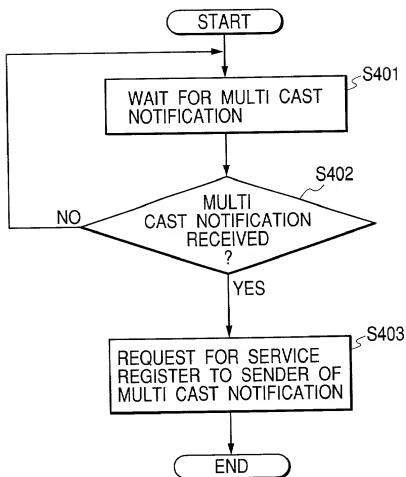 START
S401
WAIT FOR MULTI CAST
NOTIFICATION
S402
MULTI
CAST NOTIFICATION
RECEIVED
?
NO
YES
S403
REQUEST FOR SERVICE
REGISTER TO SENDER OF
MULTI CAST NOTIFICATION
END